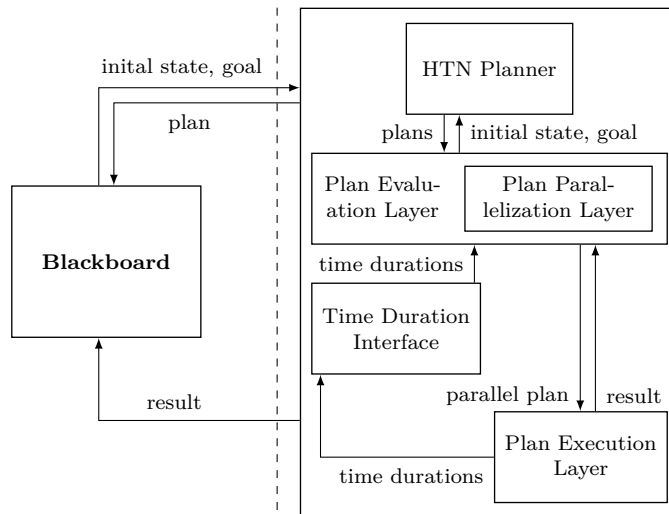 inital state, goal
plan
HTN Planner
plans
initial state, goal
Plan Evalu-
ation Layer
Plan Paral-
lelization Layer
Blackboard
time durations
Time Duration
Interface
parallel plan
result
result
Plan Execution
Layer
time durations